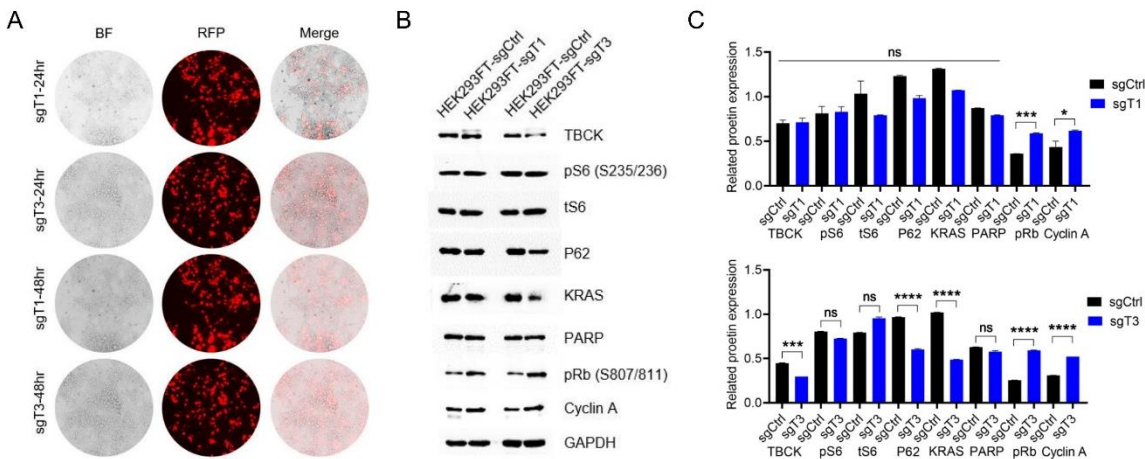 A
BF
RFP
Merge
sgT1-24hr
sgT3-24hr
sgT1-48hr
sgT3-48hr
B
HEK293FT-sgCtrl
HEK293FT-sgT1
HEK293FT-sgCtrl
HEK293FT-sgT3
TBCK
pS6 (S235/236)
tS6
P62
KRAS
PARP
pRb (S807/811)
Cyclin A
GAPDH
C
Related proetin expression
1.5
1.0
0.5
0.0
ns
***
*
sgCtrl
sgT1
sgCtrl sgT1 sgCtrl sgT1 sgCtrl sgT1 sgCtrl sgT1 sgCtrl sgT1 sgCtrl sgT1 sgCtrl sgT1 sgCtrl sgT1
TBCK pS6 tS6 P62 KRAS PARP pRb Cyclin A
Related proetin expression
1.5
1.0
0.5
0.0
*** ns ns **** **** ns **** ****
sgCtrl
sgT3
sgCtrl sgT3 sgCtrl sgT3 sgCtrl sgT3 sgCtrl sgT3 sgCtrl sgT3 sgCtrl sgT3 sgCtrl sgT3 sgCtrl sgT3
TBCK pS6 tS6 P62 KRAS PARP pRb Cyclin A